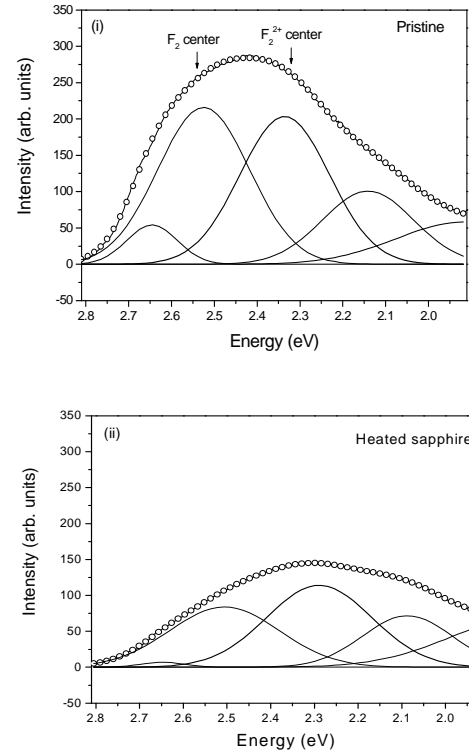 (i)
Pristine
F2 center
F2 2+ center
Intensity (arb. units)
350
300
250
200
150
100
50
0
-50
2.8 2.7 2.6 2.5 2.4 2.3 2.2 2.1 2.0
Energy (eV)
(ii)
Heated sapphire
Intensity (arb. units)
350
300
250
200
150
100
50
0
-50
2.8 2.7 2.6 2.5 2.4 2.3 2.2 2.1 2.0
Energy (eV)